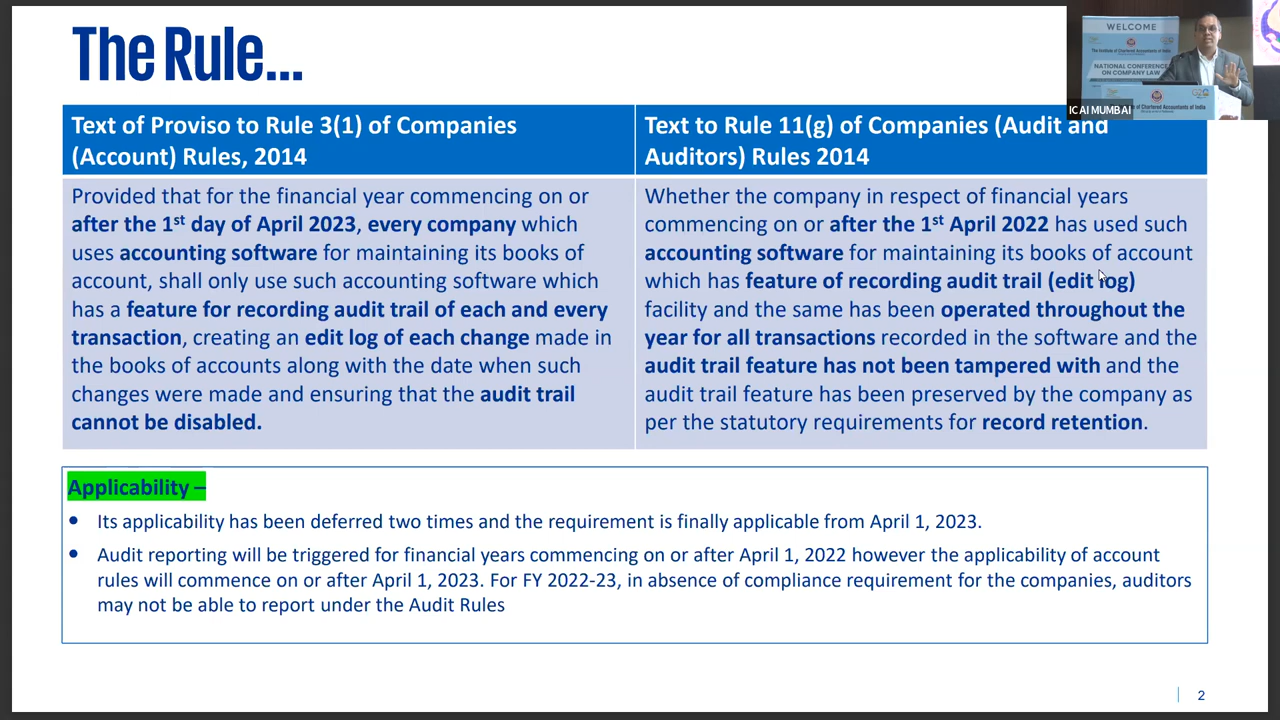 The Rule...
WELCOME
The Institute of Chartered Accountants of India
NATIONAL CONFERENCE
ON COMPANY LAW
of Chartered Accountants of India
ICAI MUMBAI
Text of Proviso to Rule 3(1) of Companies
(Account) Rules, 2014
Text to Rule 11(g) of Companies (Audit and
Auditors) Rules 2014
Provided that for the financial year commencing on or
after the 1st day of April 2023, every company which
uses accounting software for maintaining its books of
account, shall only use such accounting software which
has a feature for recording audit trail of each and every
transaction, creating an edit log of each change made in
the books of accounts along with the date when such
changes were made and ensuring that the audit trail
cannot be disabled.
Whether the company in respect of financial years
commencing on or after the 1st April 2022 has used such
accounting software for maintaining its books of account
which has feature of recording audit trail (edit log)
facility and the same has been operated throughout the
year for all transactions recorded in the software and the
audit trail feature has not been tampered with and the
audit trail feature has been preserved by the company as
per the statutory requirements for record retention.
Applicability –
• Its applicability has been deferred two times and the requirement is finally applicable from April 1, 2023.
• Audit reporting will be triggered for financial years commencing on or after April 1, 2022 however the applicability of account
rules will commence on or after April 1, 2023. For FY 2022-23, in absence of compliance requirement for the companies, auditors
may not be able to report under the Audit Rules
2